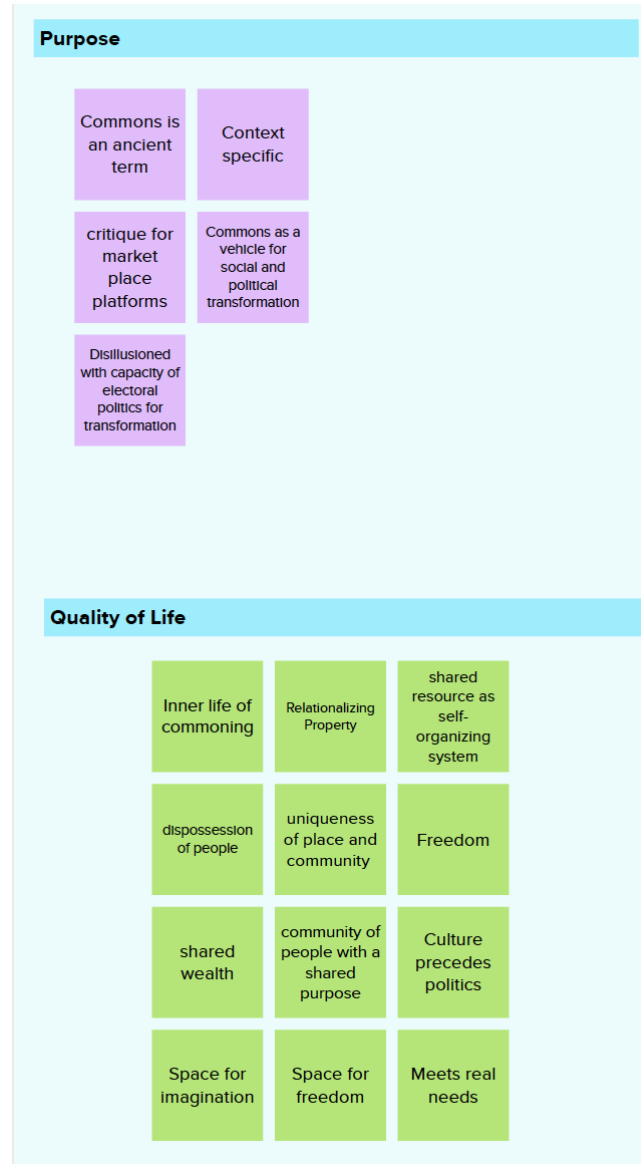 Purpose
Commons is
an ancient
term
Context
specific
critique for
market
place
platforms
Commons as a
vehicle for
social and
political
transformation
Disillusioned
with capacity of
electoral
politics for
transformation
Quality of Life
Inner life of
commoning
Relationalizing
Property
shared
resource as
self-
organizing
system
dispossession
of people
uniqueness
of place and
community
Freedom
shared
wealth
community of
people with a
shared
purpose
Culture
precedes
politics
Space for
imagination
Space for
freedom
Meets real
needs